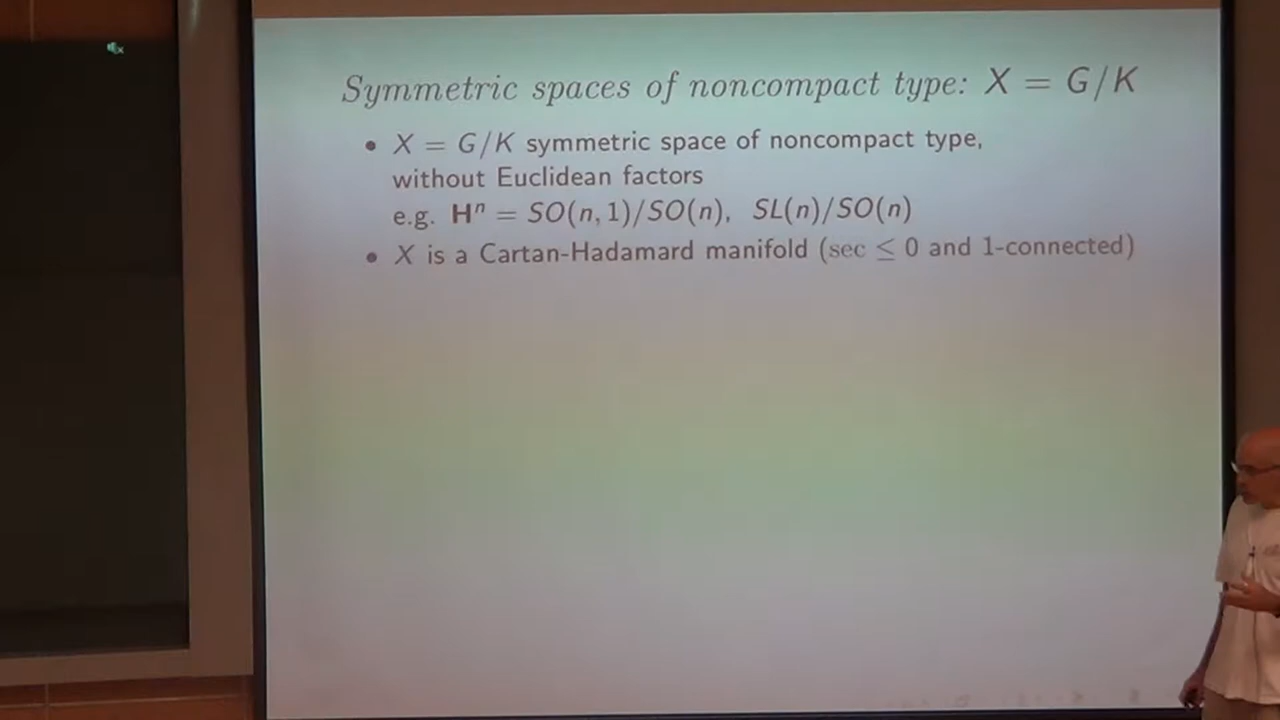 Symmetric spaces of noncompact type: X = G/K
• X = G/K symmetric space of noncompact type,
without Euclidean factors
e.g. Hⁿ = SO(n, 1)/SO(n), SL(n)/SO(n)
• X is a Cartan-Hadamard manifold (sec ≤ 0 and 1-connected)